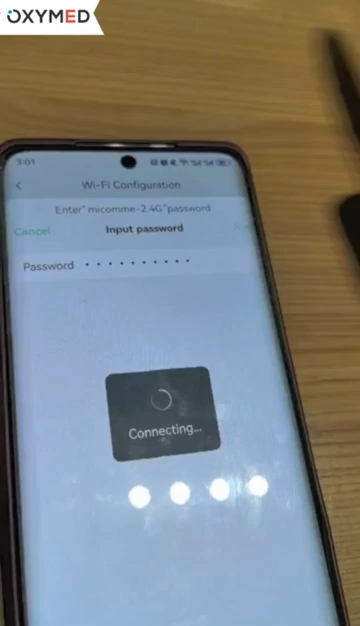 OXYMED
3:01
Wi-Fi Configuration
Enter" micomme-2.4G "password
Cancel
Input password
Password
Connecting...